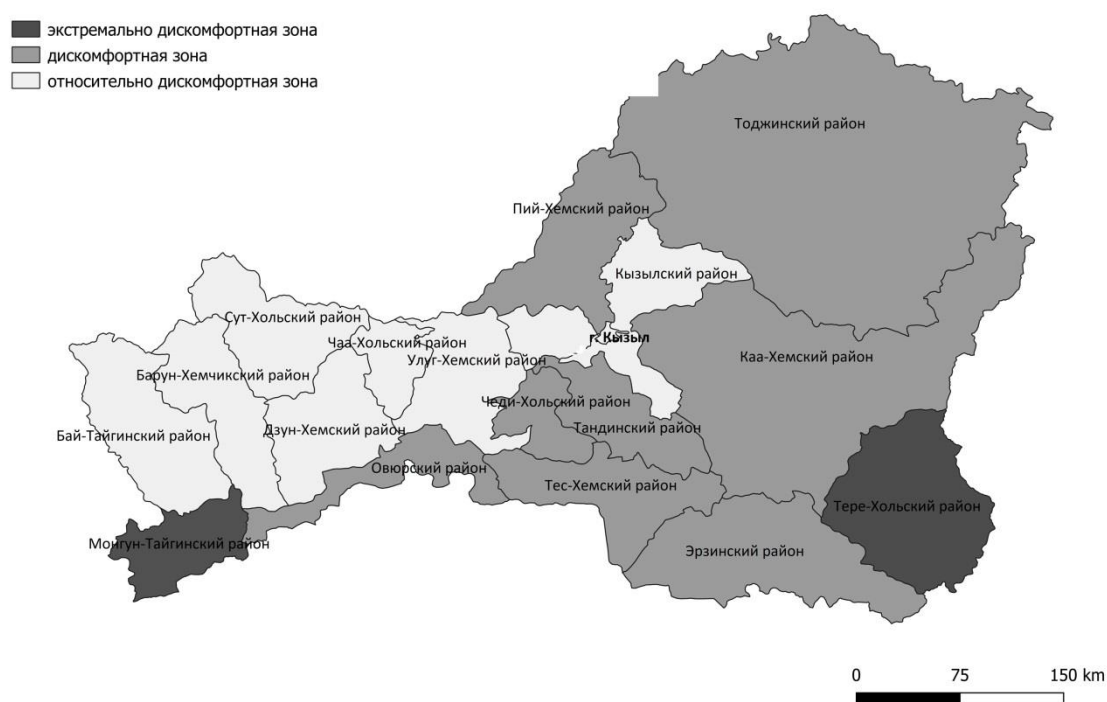 экстремально дискомфортная зона
дискомфортная зона
относительно дискомфортная зона
Тоджинский район
Пий-Хемский район
Кызылский район
Сут-Хольский район
Чаа-Хольский район
г. Кызыл
Улуг-Хемский район
Каа-Хемский район
Барун-Хемчикский район
Чеди-Хольский район
Бай-Тайгинский район
Дзун-Хемский район
Тандинский район
Овюрский район
Тес-Хемский район
Тере-Хольский район
Монгун-Тайгинский район
Эрзинский район
0 75 150 km